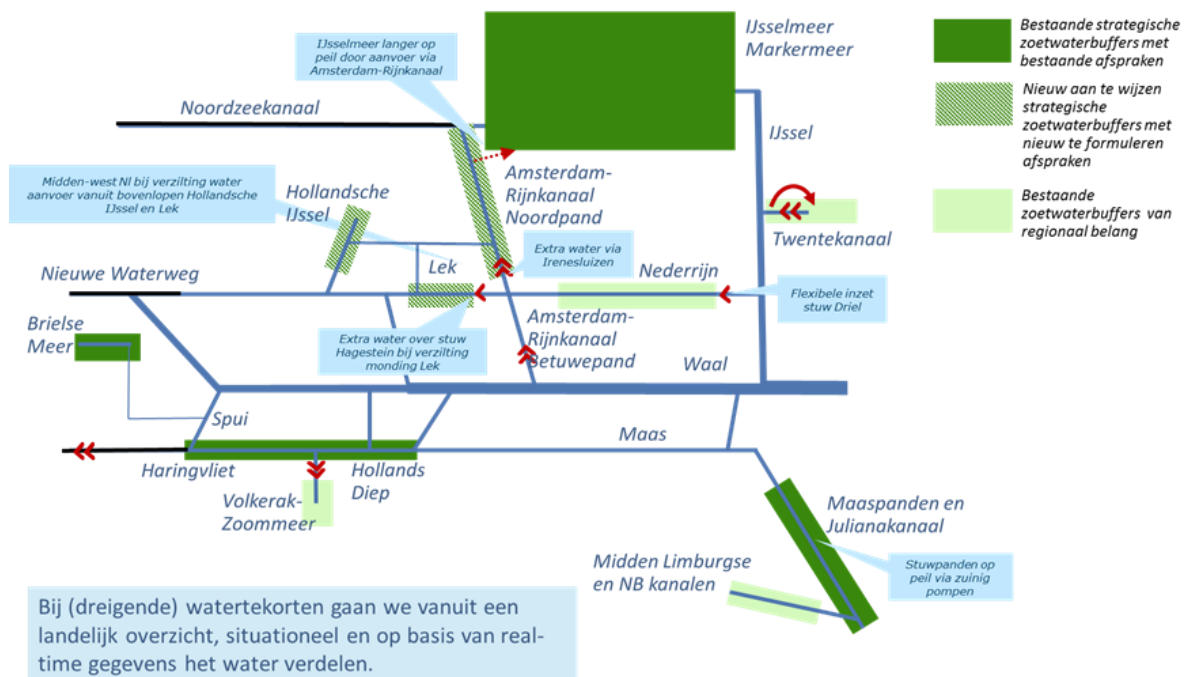 IJsselmeer langer op
peil door aanvoer via
Amsterdam-Rijnkanaal
IJsselmeer
Markermeer
Bestaande strategische
zoetwaterbuffers met
bestaande afspraken
Noordzeekanaal
Nieuw aan te wijzen
strategische
zoetwaterbuffers met
nieuw te formuleren
afspraken
IJssel
Midden-west Nl bij verzilting water
aanvoer vanuit bovenlopen Hollandsche
IJssel en Lek
Hollandsche
IJssel
Amsterdam-
Rijnkanaal
Noordpand
Bestaande
zoetwaterbuffers van
regionaal belang
Twentekanaal
Extra water via
Irenesluizen
Lek
Nederrijn
Nieuwe Waterweg
Flexibele inzet
stuw Driel
Brielse
Meer
Extra water over stuw
Hagestein bij verzilting
monding Lek
Amsterdam-
Rijnkanaal
Betuwepand
Waal
Spui
Maas
Haringvliet
Hollands
Diep
Volkerak-
Zoommeer
Maaspanden en
Julianakanaal
Stuwpanden op
peil via zuinig
pompen
Midden Limburgse
en NB kanalen
Bij (dreigende) watertekorten gaan we vanuit een
landelijk overzicht, situationeel en op basis van real-
time gegevens het water verdelen.